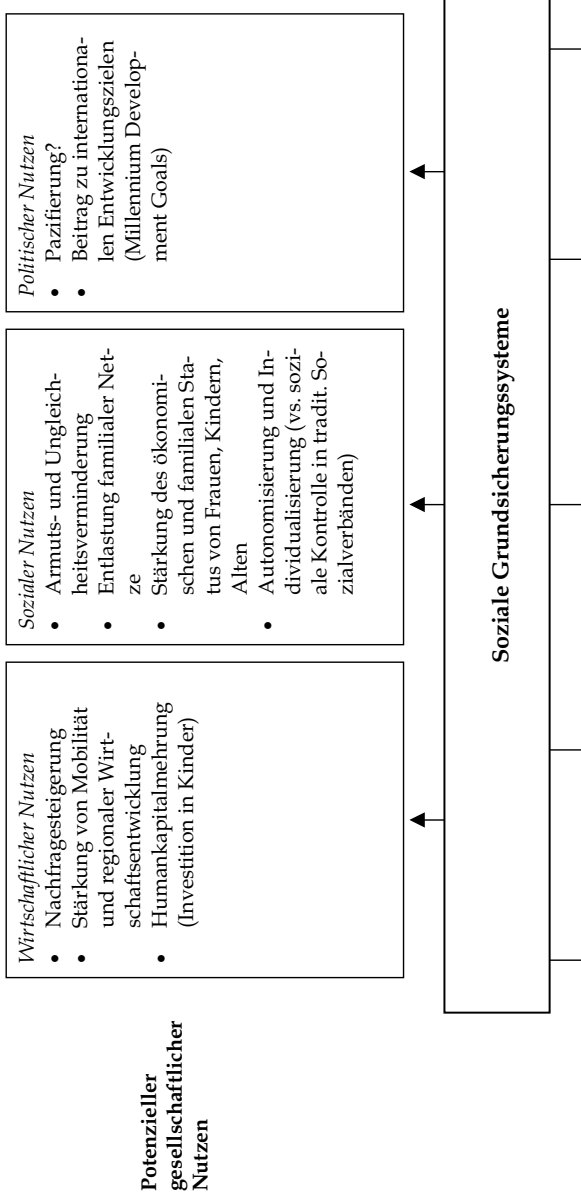 Potenzieller
gesellschaftlicher
Nutzen
Wirtschaftlicher Nutzen
• Nachfragesteigerung
• Stärkung von Mobilität
und regionaler Wirt-
schaftsentwicklung
• Humankapitalmehrung
(Investition in Kinder)
Sozialer Nutzen
• Armuts- und Ungleich-
heitsverminderung
• Entlastung familialer Net-
ze
• Stärkung des ökonomi-
schen und familialen Sta-
tus von Frauen, Kindern,
Alten
• Autonomisierung und In-
dividualisierung (vs. sozi-
ale Kontrolle in tradit. So-
zialverbänden)
Politischer Nutzen
• Pazifierung?
• Beitrag zu internationa-
len Entwicklungszielen
(Millennium Develop-
ment Goals)
Soziale Grundsicherungssysteme